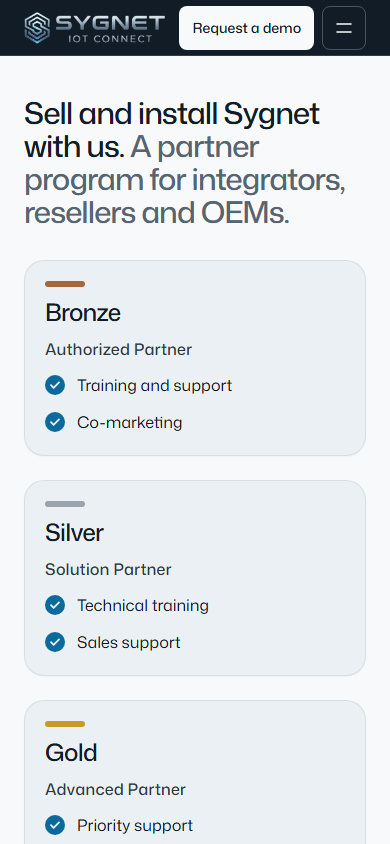 SYGNET
IOT CONNECT
Request a demo
Sell and install Sygnet
with us. A partner
program for integrators,
resellers and OEMs.
Bronze
Authorized Partner
Training and support
Co-marketing
Silver
Solution Partner
Technical training
Sales support
Gold
Advanced Partner
Priority support